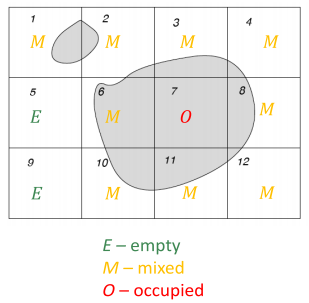 1 2 3 4
M M M M
5 6 7 8
E M O M
9 10 11 12
E M M M
E – empty
M – mixed
O – occupied